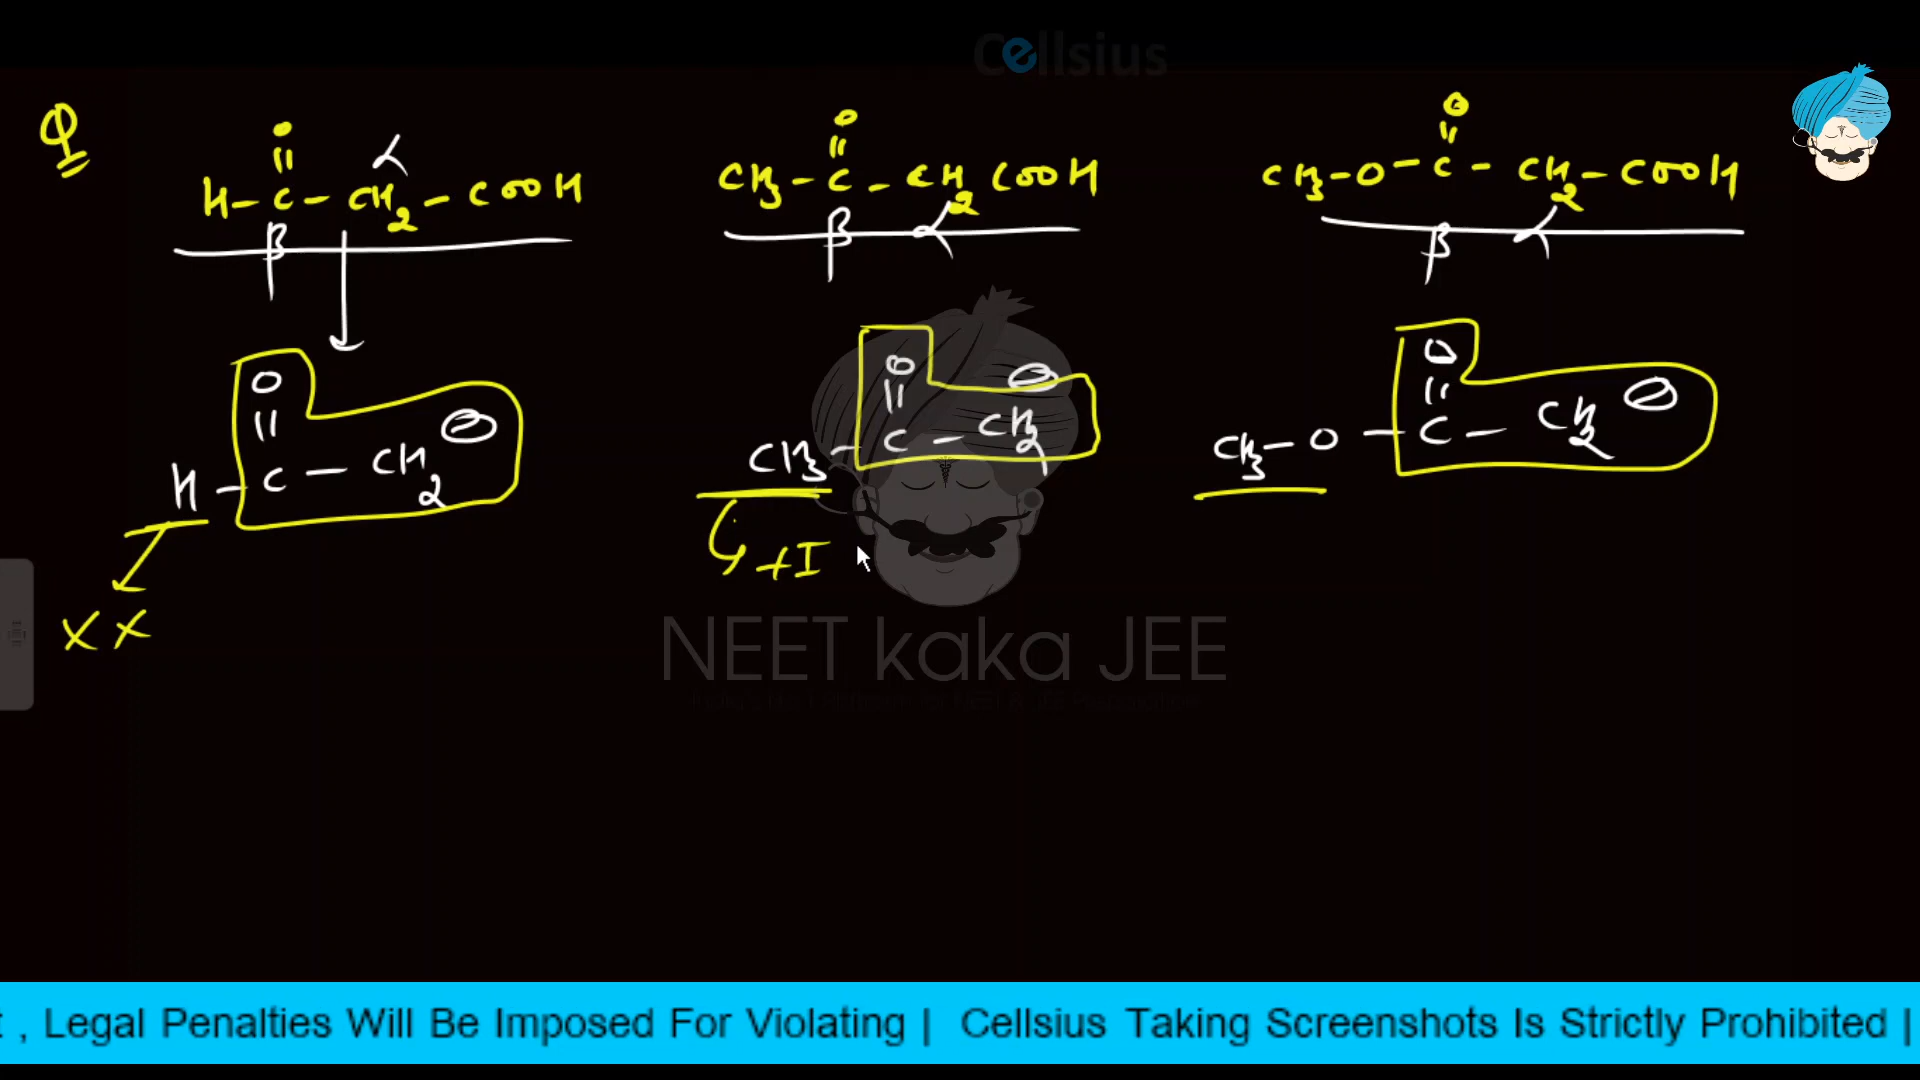 Cellsius
Q
O O O
|| α || ||
H-C-CH2-COOH CH3-C-CH2COOH CH3-O-C-CH2-COOH
β β α β α
O ⊖ O ⊖ O ⊖
|| || ||
H-C-CH2 CH3-C-CH2 CH3-O-C-CH2
+I
X X
NEET kaka JEE
, Legal Penalties Will Be Imposed For Violating | Cellsius Taking Screenshots Is Strictly Prohibited |